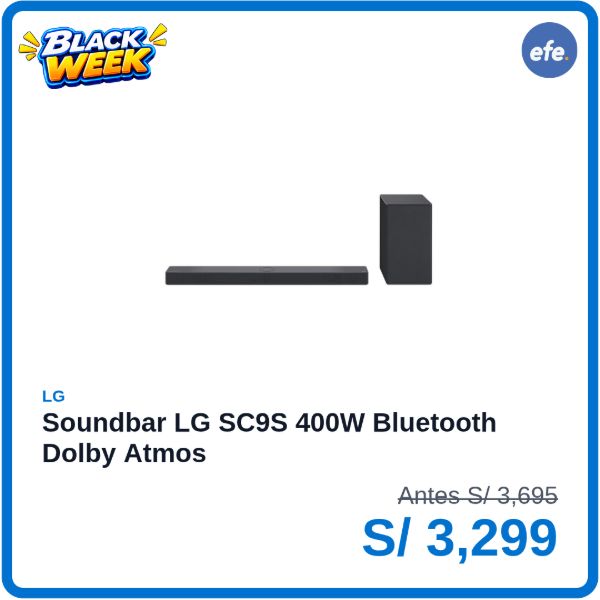 BLACK
WEEK
efe.
LG
Soundbar LG SC9S 400W Bluetooth
Dolby Atmos
Antes S/ 3,695
S/ 3,299